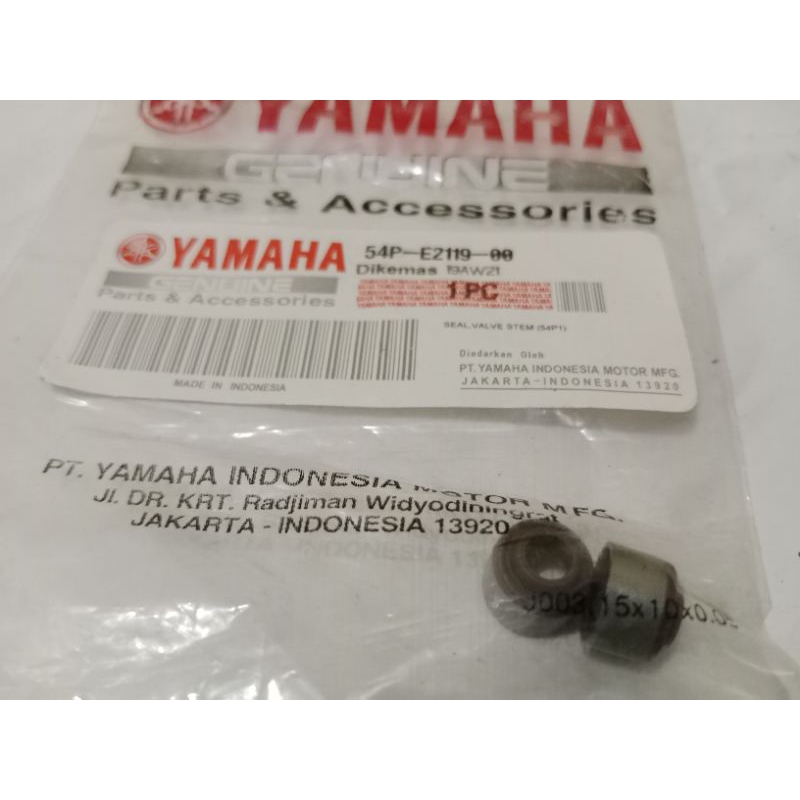 YAMAHA
GENUINE
Parts & Accessories
YAMAHA
GENUINE
Parts & Accessories
54P-E2119-00
Dikemas 19AW21
1 PC
SEAL,VALVE STEM (54P1)
Diedarkan Oleh
PT. YAMAHA INDONESIA MOTOR MFG.
JAKARTA-INDONESIA 13920
MADE IN INDONESIA
PT. YAMAHA INDONESIA MOTOR MFG.
Jl. DR. KRT. Radjiman Widyodiningrat
JAKARTA - INDONESIA 13920